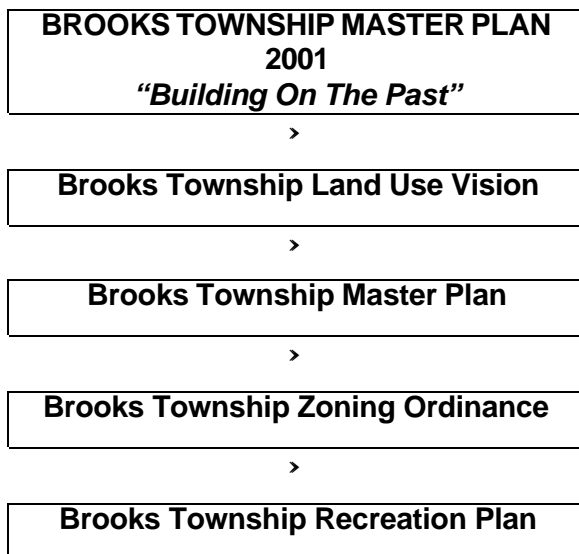 BROOKS TOWNSHIP MASTER PLAN
2001
“Building On The Past”
›
Brooks Township Land Use Vision
›
Brooks Township Master Plan
›
Brooks Township Zoning Ordinance
›
Brooks Township Recreation Plan